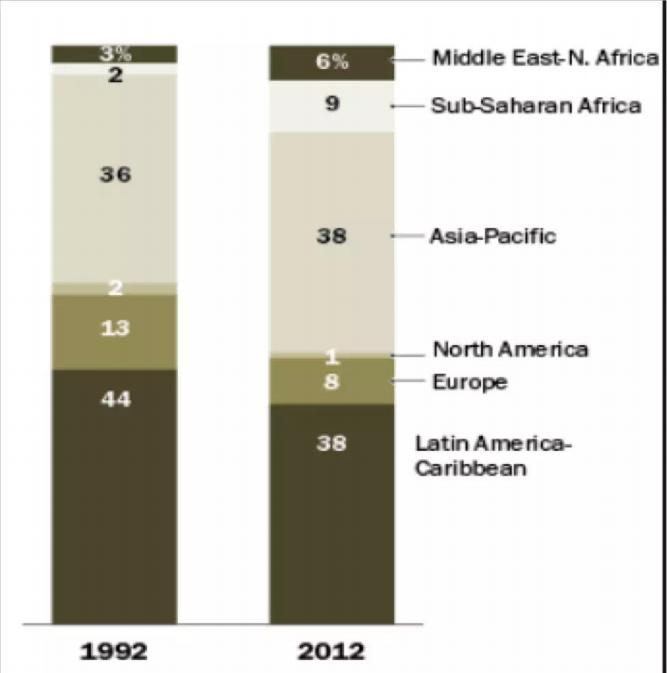 3%
2
36
2
13
44
6%
9
38
1
8
38
Middle East-N. Africa
Sub-Saharan Africa
Asia-Pacific
North America
Europe
Latin America-
Caribbean
1992
2012